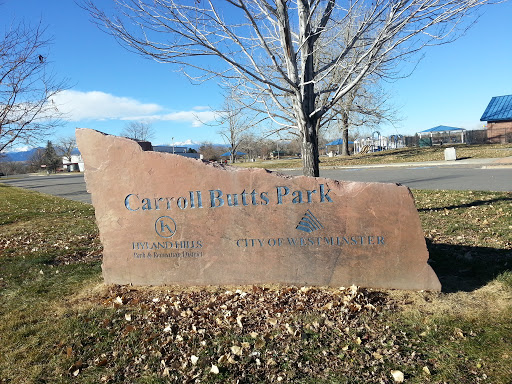 Carroll Butts Park
HYLAND HILLS
Park & Recreation District
CITY OF WESTMINSTER